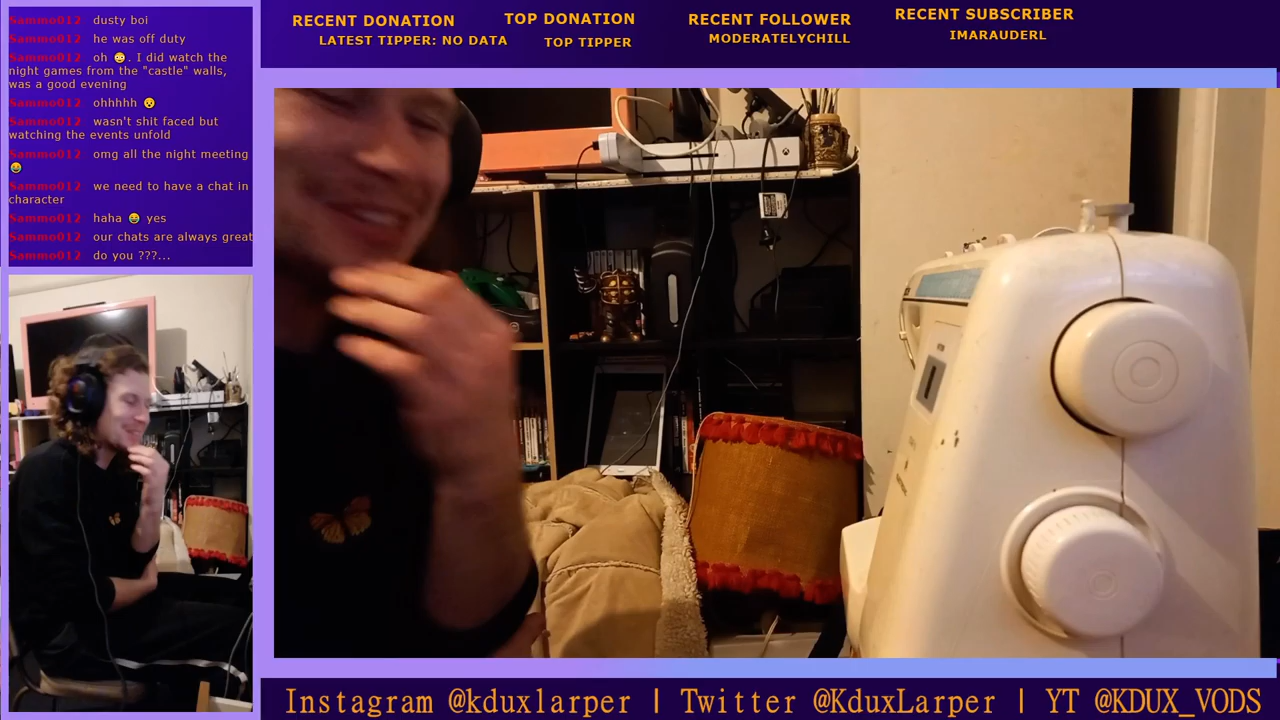 Sammo012 dusty boi
Sammo012 he was off duty
Sammo012 oh 😳. I did watch the
night games from the "castle" walls,
was a good evening
Sammo012 ohhhhh 😮
Sammo012 wasn't shit faced but
watching the events unfold
Sammo012 omg all the night meeting
😂
Sammo012 we need to have a chat in
character
Sammo012 haha 😂 yes
Sammo012 our chats are always great
Sammo012 do you ???...
RECENT DONATION
LATEST TIPPER: NO DATA
TOP DONATION
TOP TIPPER
RECENT FOLLOWER
MODERATELYCHILL
RECENT SUBSCRIBER
IMARAUDERL
Instagram @kduxlarper | Twitter @KduxLarper | YT @KDUX_VODS